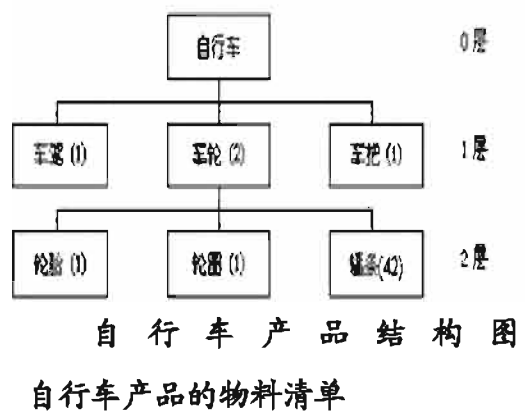 自行车 0层
车驾(1) 车轮(2) 车把(1) 1层
轮胎(1) 轮圈(1) 辐条(42) 2层
自行车产品结构图
自行车产品的物料清单